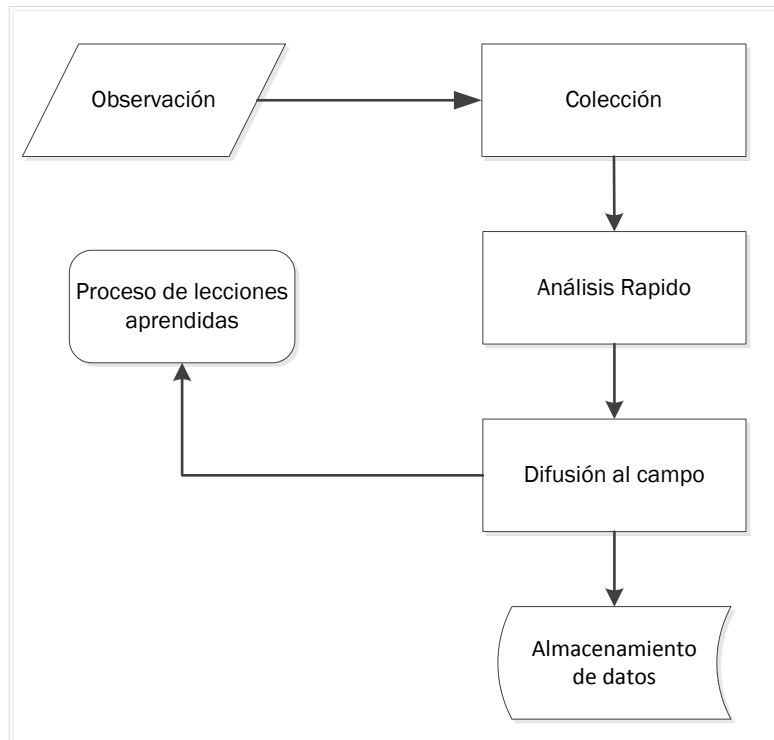 Observación
Colección
Análisis Rapido
Proceso de lecciones
aprendidas
Difusión al campo
Almacenamiento
de datos